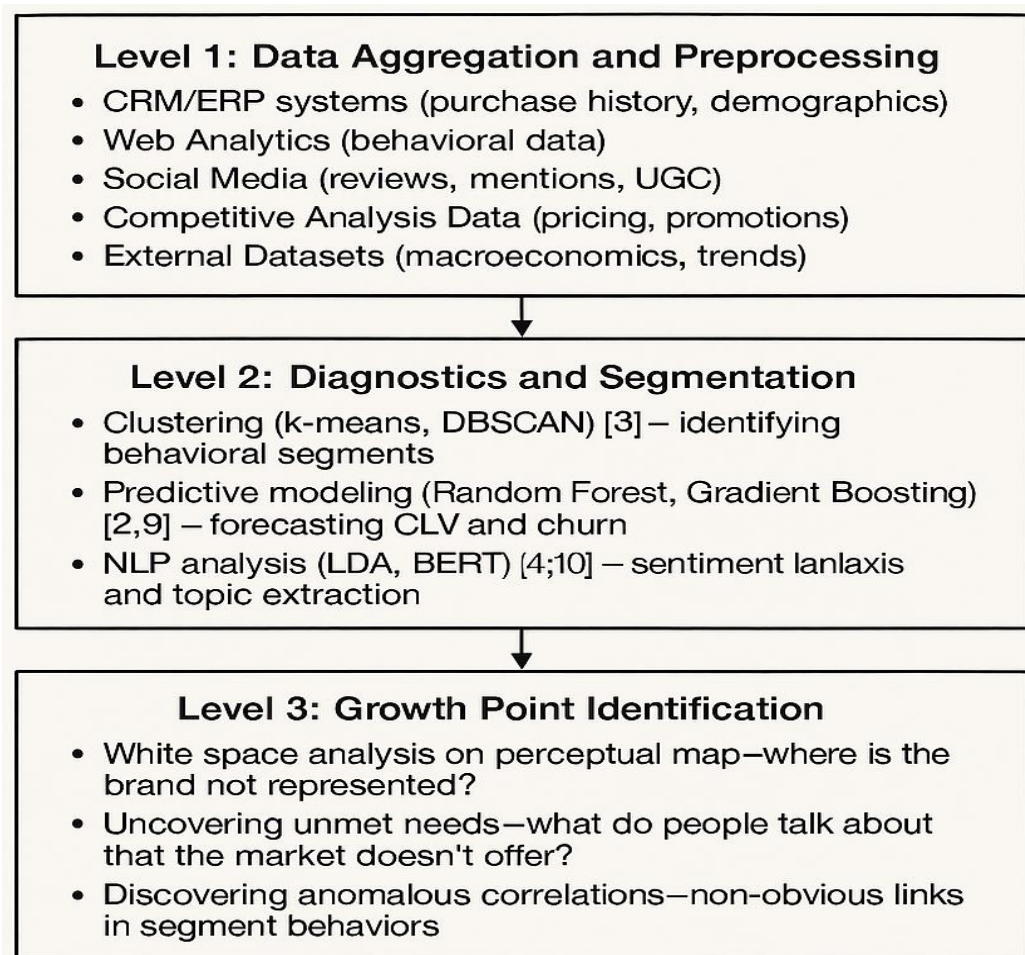 Level 1: Data Aggregation and Preprocessing
• CRM/ERP systems (purchase history, demographics)
• Web Analytics (behavioral data)
• Social Media (reviews, mentions, UGC)
• Competitive Analysis Data (pricing, promotions)
• External Datasets (macroeconomics, trends)
Level 2: Diagnostics and Segmentation
• Clustering (k-means, DBSCAN) [3] – identifying
behavioral segments
• Predictive modeling (Random Forest, Gradient Boosting)
[2,9] – forecasting CLV and churn
• NLP analysis (LDA, BERT) [4;10] – sentiment lanlaxis
and topic extraction
Level 3: Growth Point Identification
• White space analysis on perceptual map–where is the
brand not represented?
• Uncovering unmet needs–what do people talk about
that the market doesn't offer?
• Discovering anomalous correlations–non-obvious links
in segment behaviors